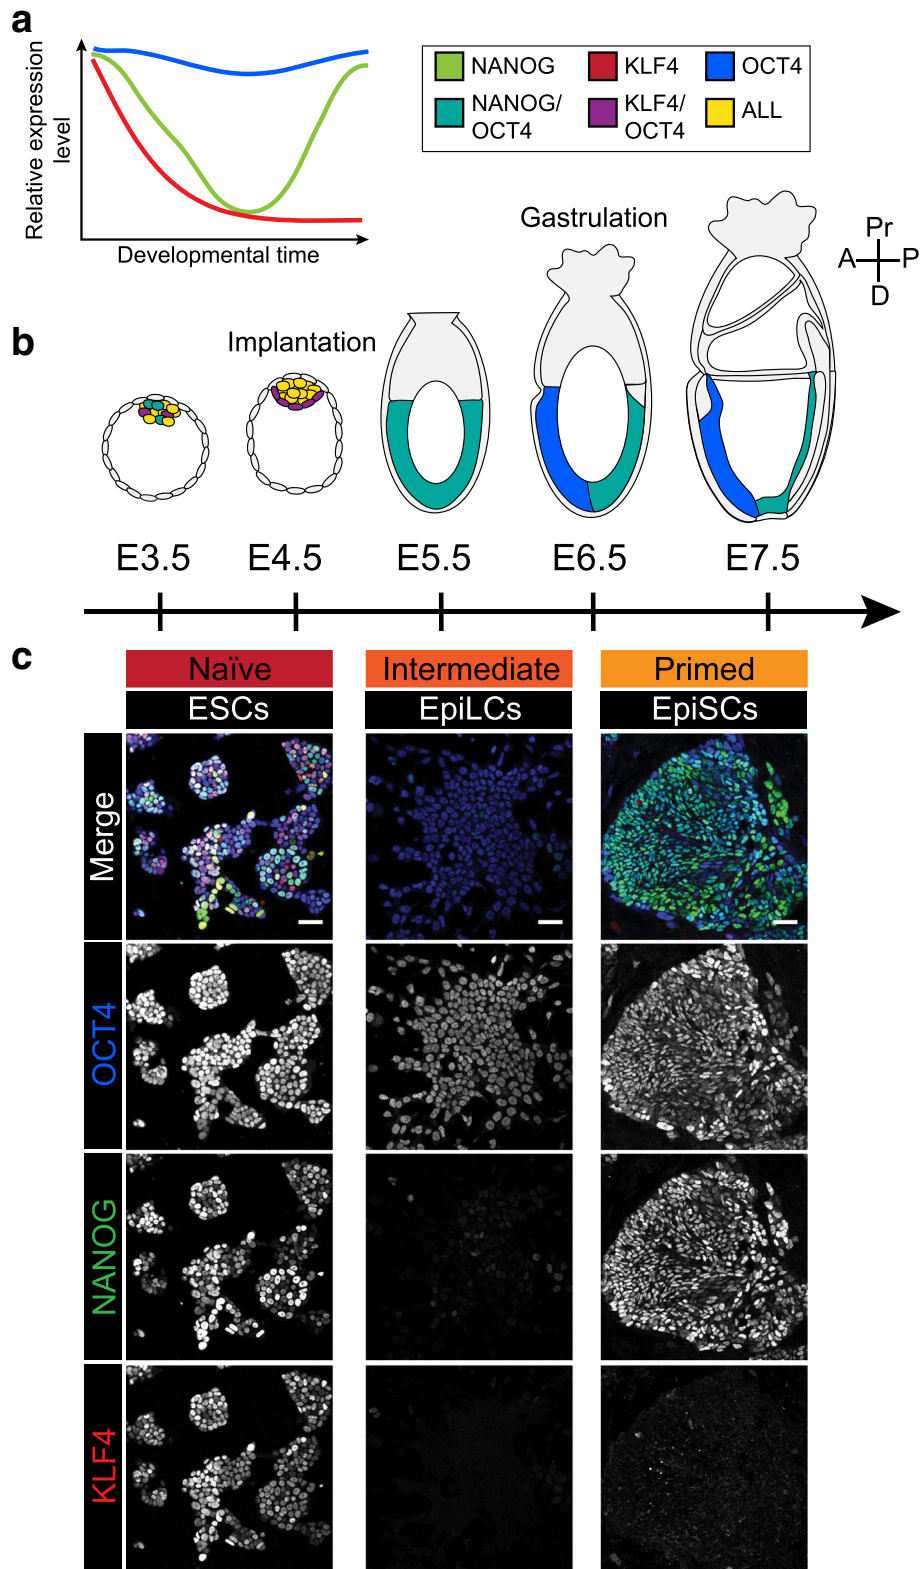 a
Relative expression
level
Developmental time
NANOG
KLF4
OCT4
NANOG/
OCT4
KLF4/
OCT4
ALL
Gastrulation
Pr
A
P
D
b
Implantation
E3.5
E4.5
E5.5
E6.5
E7.5
c
Naïve
Intermediate
Primed
ESCs
EpiLCs
EpiSCs
Merge
OCT4
NANOG
KLF4